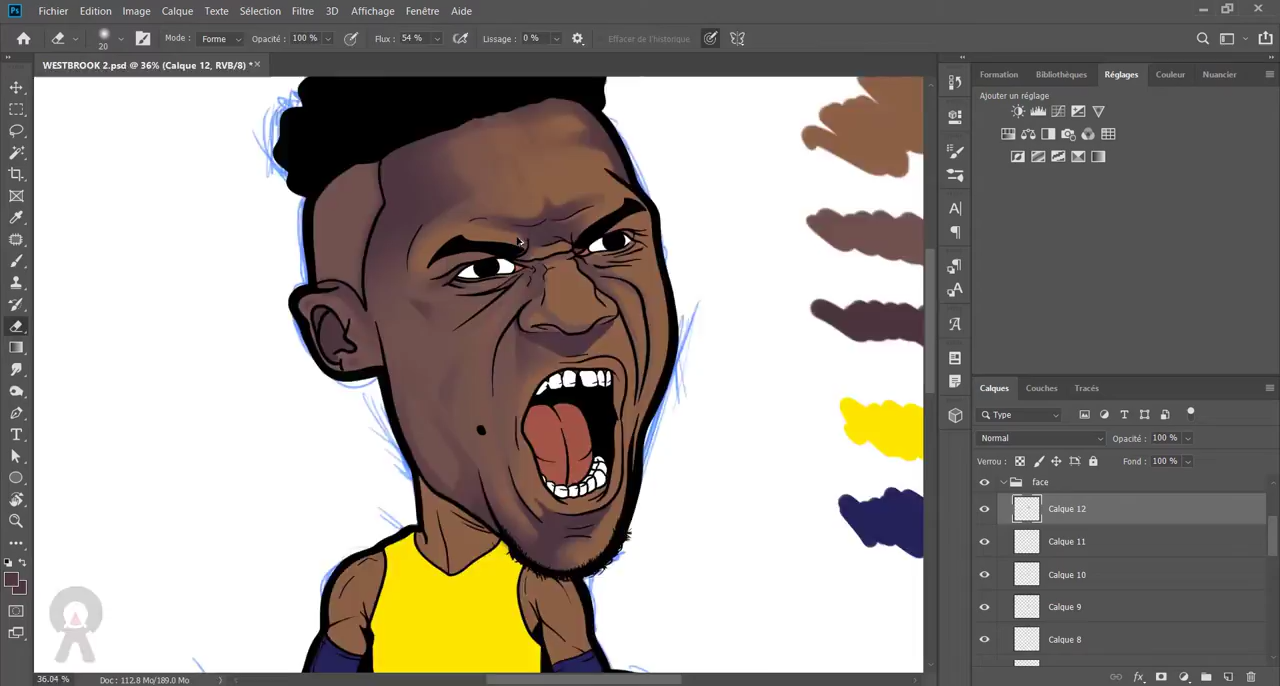 Ps Fichier Edition Image Calque Texte Sélection Filtre 3D Affichage Fenêtre Aide
20 Mode : Forme Opacité : 100 % Flux : 54 % Lissage : 0 % Effacer de l'historique
WESTBROOK 2.psd @ 36% (Calque 12, RVB/8) *
Formation Bibliothèques Réglages Couleur Nuancier
Ajouter un réglage
Calques Couches Tracés
Type
Normal Opacité : 100 %
Verrou : Fond : 100 %
face
Calque 12
Calque 11
Calque 10
Calque 9
Calque 8
36.04 % Doc : 112.8 Mo/189.0 Mo